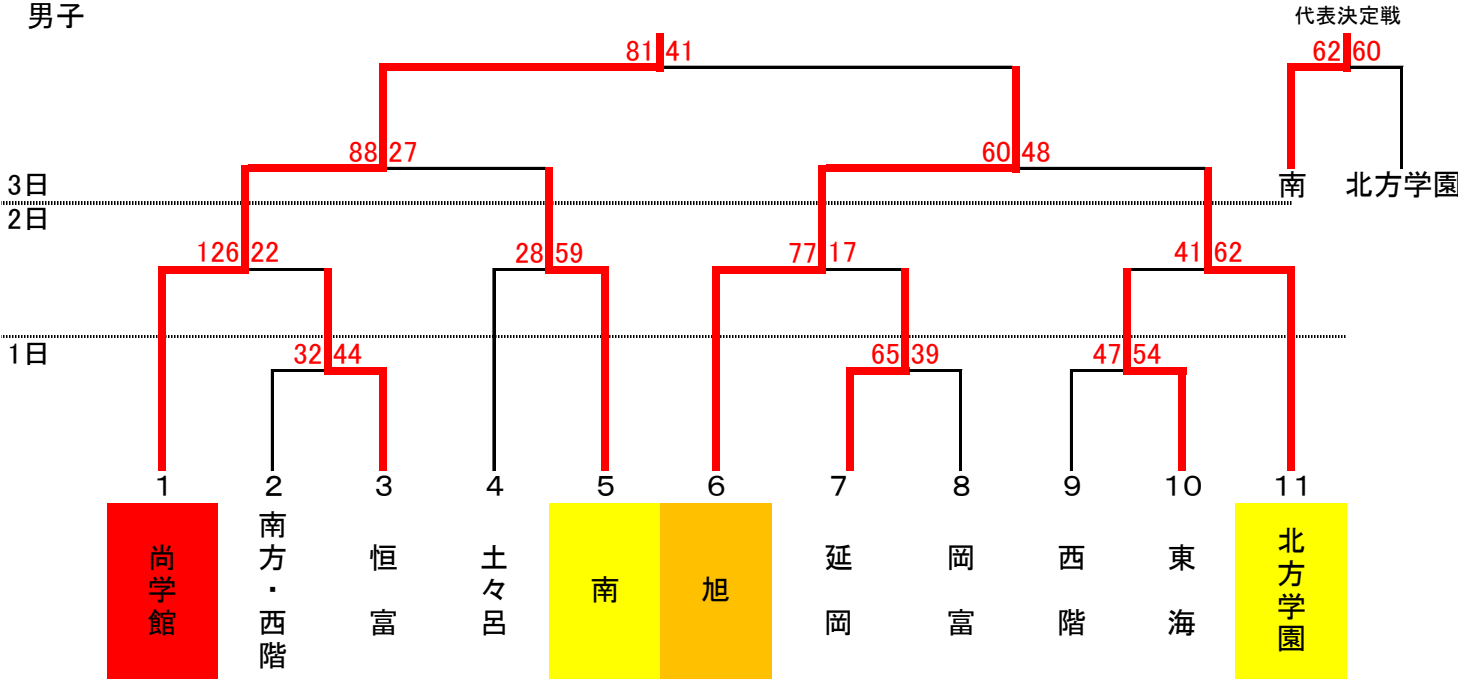 男子
代表決定戦
81 41
62 60
88 27
60 48
南 北方学園
3日
2日
126 22
28 59
77 17
41 62
1日
32 44
65 39
47 54
1 2 3 4 5 6 7 8 9 10 11
尚学館
南方・西階
恒富
土々呂
南
旭
延岡
岡富
西階
東海
北方学園